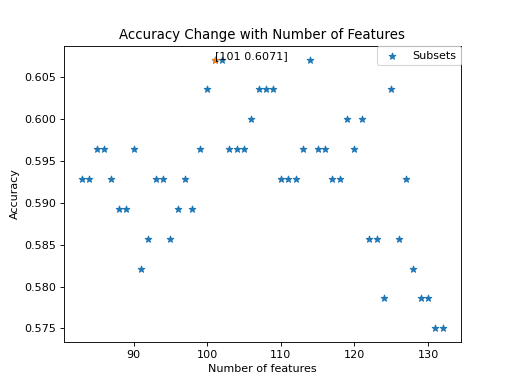 Accuracy Change with Number of Features
[101 0.6071]
Subsets
0.605
0.600
0.595
0.590
0.585
0.580
0.575
Accuracy
90 100 110 120 130
Number of features